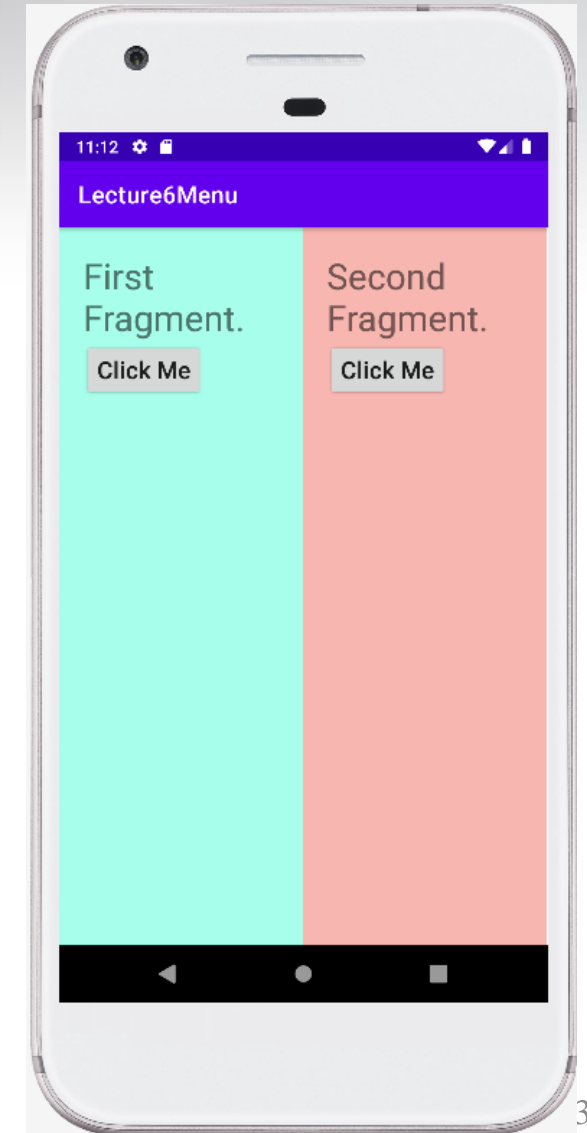 11:12
Lecture6Menu
First
Fragment.
Click Me
Second
Fragment.
Click Me
3